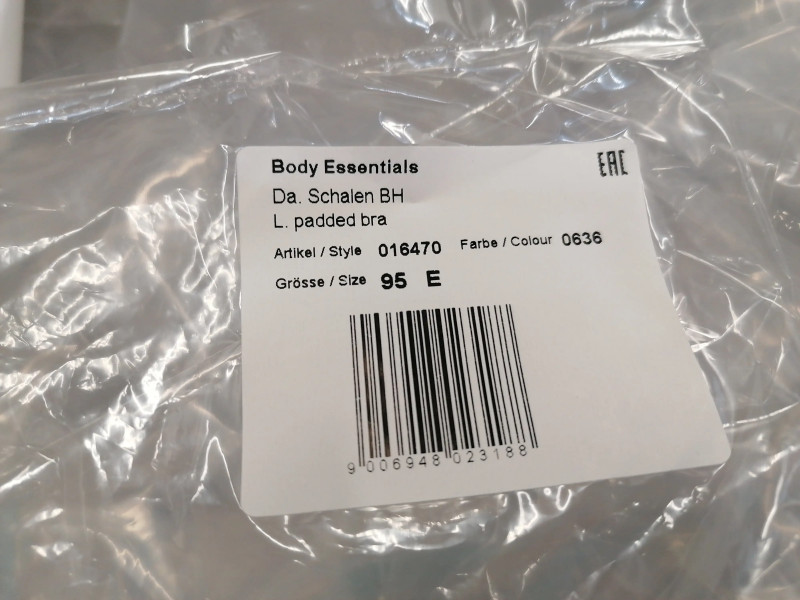 Body Essentials
EAC
Da. Schalen BH
L. padded bra
Artikel / Style 016470 Farbe / Colour 0636
Grösse / Size 95 E
9 006948 023188